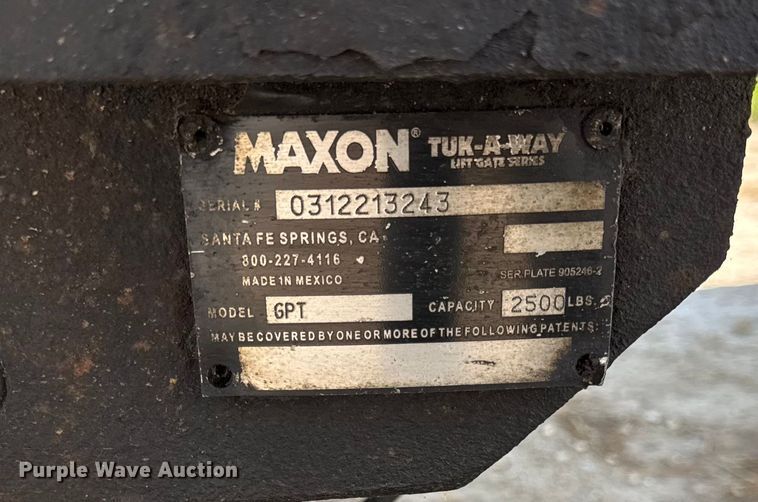 MAXON® TUK-A-WAY
LIFT GATE SERIES
SERIAL # 0312213243
SANTA FE SPRINGS, CA
800-227-4116
MADE IN MEXICO
SER. PLATE 905246-2
MODEL GPT CAPACITY 2500 LBS.
MAY BE COVERED BY ONE OR MORE OF THE FOLLOWING PATENTS:
Purple Wave Auction